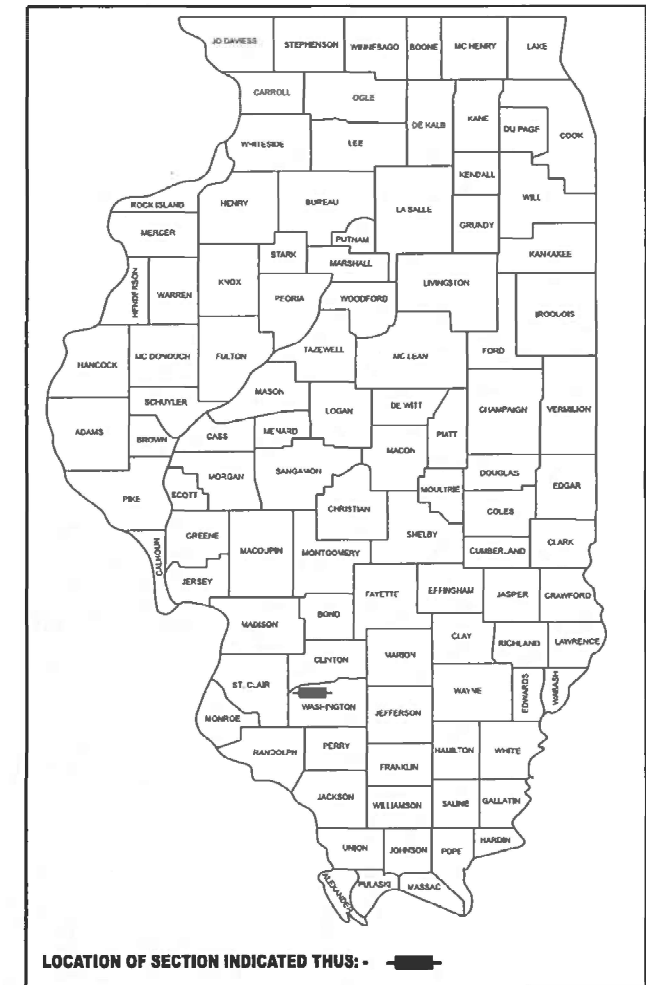 JO DAVIESS STEPHENSON WINNEBAGO BOONE MC HENRY LAKE
CARROLL OGLE DE KALB KANE DU PAGE COOK
WHITESIDE LEE
KENDALL
ROCK ISLAND HENRY BUREAU LA SALLE WILL
MERCER PUTNAM GRUNDY
STARK MARSHALL KANKAKEE
HENDERSON WARREN KNOX PEORIA WOODFORD LIVINGSTON IROQUOIS
HANCOCK MC DONOUGH FULTON TAZEWELL MC LEAN FORD
MASON
SCHUYLER LOGAN DE WITT CHAMPAIGN VERMILION
ADAMS BROWN CASS MENARD PIATT
MACON
PIKE SCOTT MORGAN SANGAMON MOULTRIE DOUGLAS EDGAR
CHRISTIAN COLES
CALHOUN GREENE MACOUPIN MONTGOMERY SHELBY CUMBERLAND CLARK
JERSEY FAYETTE EFFINGHAM JASPER CRAWFORD
MADISON BOND
CLAY RICHLAND LAWRENCE
CLINTON MARION
ST. CLAIR WAYNE EDWARDS WABASH
MONROE WASHINGTON JEFFERSON
RANDOLPH PERRY HAMILTON WHITE
FRANKLIN
JACKSON WILLIAMSON SALINE GALLATIN
HARDIN
UNION JOHNSON POPE
ALEXANDER PULASKI MASSAC
LOCATION OF SECTION INDICATED THUS: -